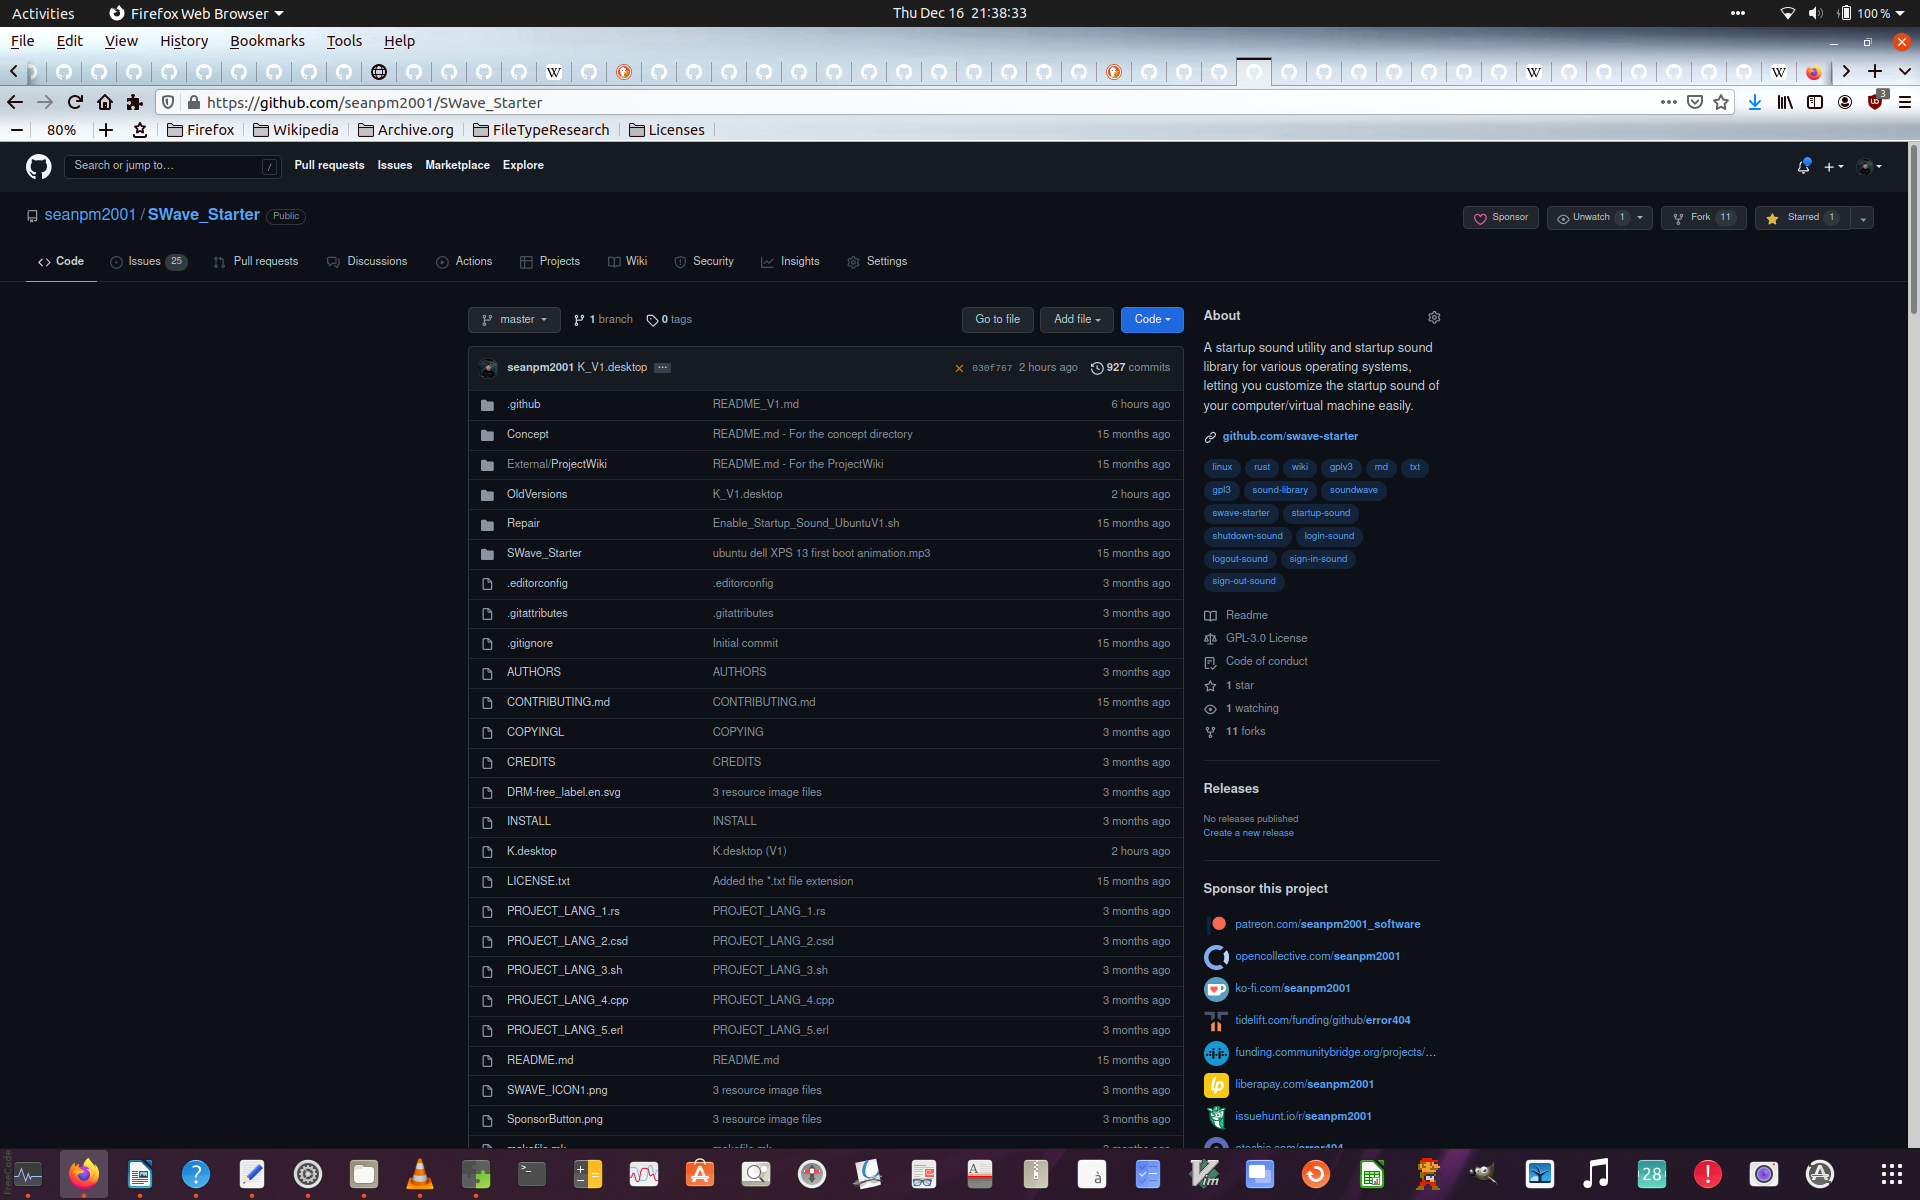 Activities Firefox Web Browser Thu Dec 16 21:38:33 100 %
File Edit View History Bookmarks Tools Help
https://github.com/seanpm2001/SWave_Starter 3
80% Firefox Wikipedia Archive.org FileTypeResearch Licenses
Search or jump to… / Pull requests Issues Marketplace Explore
seanpm2001 / SWave_Starter Public Sponsor Unwatch 1 Fork 11 Starred 1
Code Issues 25 Pull requests Discussions Actions Projects Wiki Security Insights Settings
master 1 branch 0 tags Go to file Add file Code
seanpm2001 K_V1.desktop ... 030f767 2 hours ago 927 commits
.github README_V1.md 6 hours ago
Concept README.md - For the concept directory 15 months ago
External/ProjectWiki README.md - For the ProjectWiki 15 months ago
OldVersions K_V1.desktop 2 hours ago
Repair Enable_Startup_Sound_UbuntuV1.sh 15 months ago
SWave_Starter ubuntu dell XPS 13 first boot animation.mp3 15 months ago
.editorconfig .editorconfig 3 months ago
.gitattributes .gitattributes 3 months ago
.gitignore Initial commit 15 months ago
AUTHORS AUTHORS 3 months ago
CONTRIBUTING.md CONTRIBUTING.md 15 months ago
COPYINGL COPYING 3 months ago
CREDITS CREDITS 3 months ago
DRM-free_label.en.svg 3 resource image files 3 months ago
INSTALL INSTALL 3 months ago
K.desktop K.desktop (V1) 2 hours ago
LICENSE.txt Added the *.txt file extension 15 months ago
PROJECT_LANG_1.rs PROJECT_LANG_1.rs 3 months ago
PROJECT_LANG_2.csd PROJECT_LANG_2.csd 3 months ago
PROJECT_LANG_3.sh PROJECT_LANG_3.sh 3 months ago
PROJECT_LANG_4.cpp PROJECT_LANG_4.cpp 3 months ago
PROJECT_LANG_5.erl PROJECT_LANG_5.erl 3 months ago
README.md README.md 15 months ago
SWAVE_ICON1.png 3 resource image files 3 months ago
SponsorButton.png 3 resource image files 3 months ago
About
A startup sound utility and startup sound
library for various operating systems,
letting you customize the startup sound of
your computer/virtual machine easily.
github.com/swave-starter
linux rust wiki gplv3 md txt
gpl3 sound-library soundwave
swave-starter startup-sound
shutdown-sound login-sound
logout-sound sign-in-sound
sign-out-sound
Readme
GPL-3.0 License
Code of conduct
1 star
1 watching
11 forks
Releases
No releases published
Create a new release
Sponsor this project
patreon.com/seanpm2001_software
opencollective.com/seanpm2001
ko-fi.com/seanpm2001
tidelift.com/funding/github/error404
funding.communitybridge.org/projects/…
liberapay.com/seanpm2001
issuehunt.io/r/seanpm2001
28